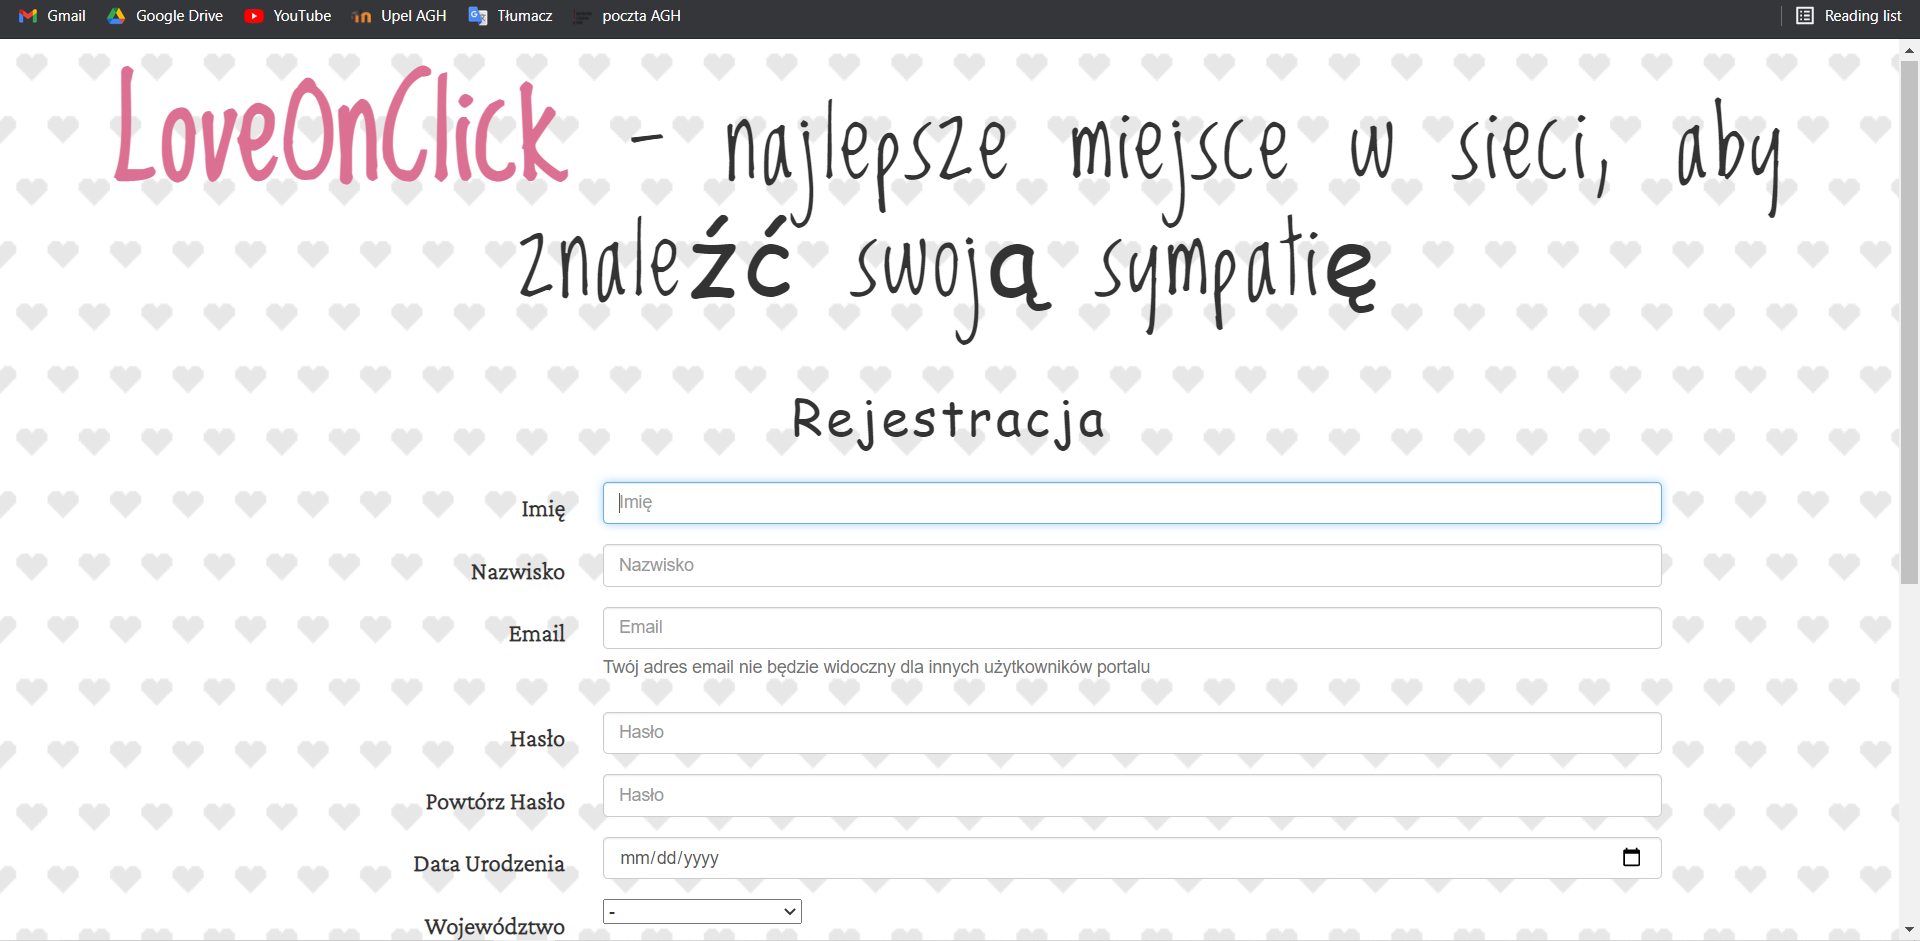 Gmail Google Drive YouTube Upel AGH Tłumacz poczta AGH Reading list
LoveOnClick - najlepsze miejsce w sieci, aby
znaleźć swoją sympatię
Rejestracja
Imię Imię
Nazwisko Nazwisko
Email Email
Twój adres email nie będzie widoczny dla innych użytkowników portalu
Hasło Hasło
Powtórz Hasło Hasło
Data Urodzenia mm/dd/yyyy
Województwo -